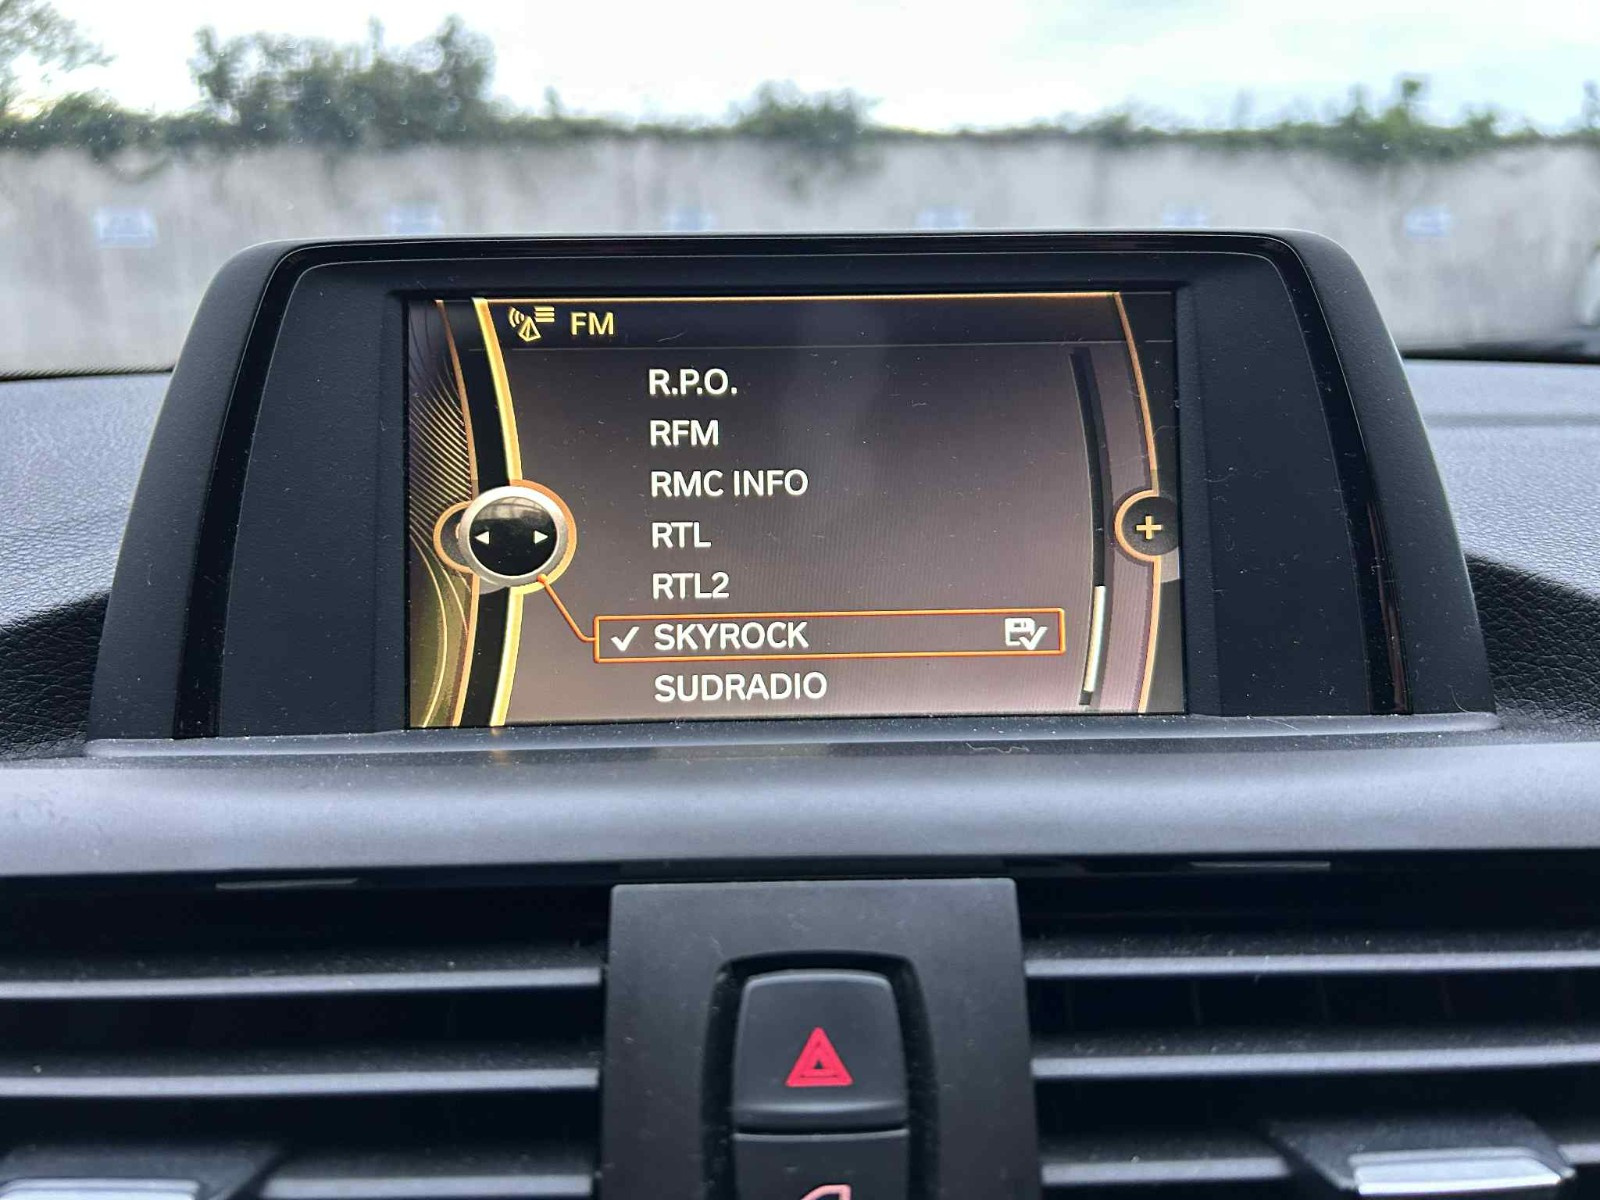 FM
R.P.O.
RFM
RMC INFO
RTL
RTL2
SKYROCK
SUDRADIO